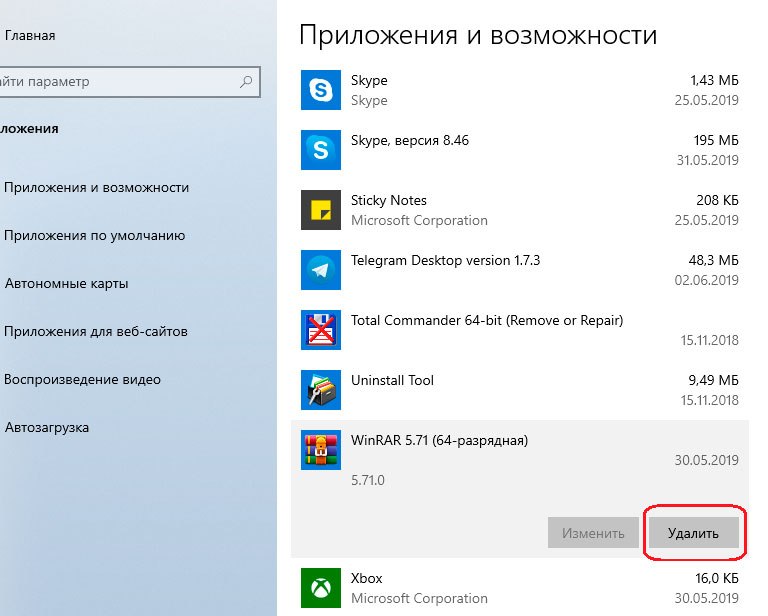 Главная
йти параметр
ложения
Приложения и возможности
Приложения по умолчанию
Автономные карты
Приложения для веб-сайтов
Воспроизведение видео
Автозагрузка
Приложения и возможности
Skype 1,43 МБ
Skype 25.05.2019
Skype, версия 8.46 195 МБ
31.05.2019
Sticky Notes 208 КБ
Microsoft Corporation 25.05.2019
Telegram Desktop version 1.7.3 48,3 МБ
02.06.2019
Total Commander 64-bit (Remove or Repair)
15.11.2018
Uninstall Tool 9,49 МБ
15.11.2018
WinRAR 5.71 (64-разрядная)
30.05.2019
5.71.0
Изменить Удалить
Xbox 16,0 КБ
Microsoft Corporation 30.05.2019